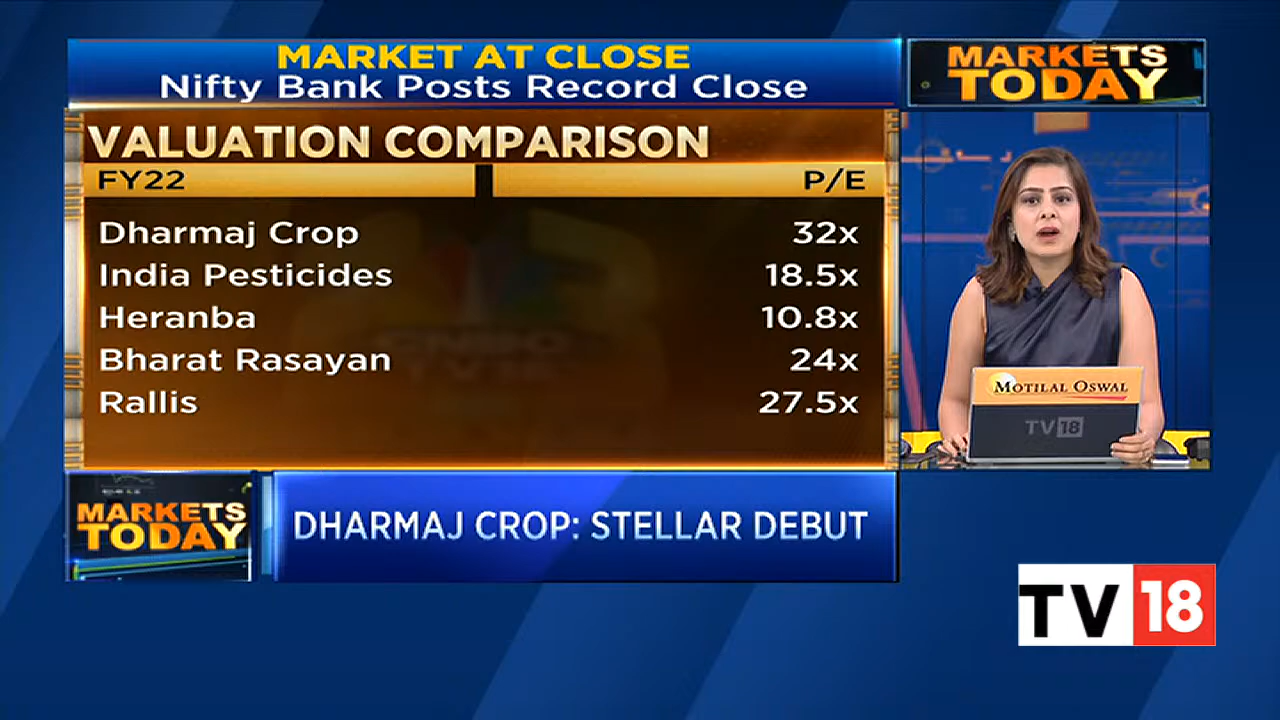 MARKET AT CLOSE
Nifty Bank Posts Record Close
MARKETS
TODAY
VALUATION COMPARISON
FY22 P/E
Dharmaj Crop 32x
India Pesticides 18.5x
Heranba 10.8x
Bharat Rasayan 24x
Rallis 27.5x
MOTILAL OSWAL
TV18
MARKETS
TODAY
DHARMAJ CROP: STELLAR DEBUT
TV18